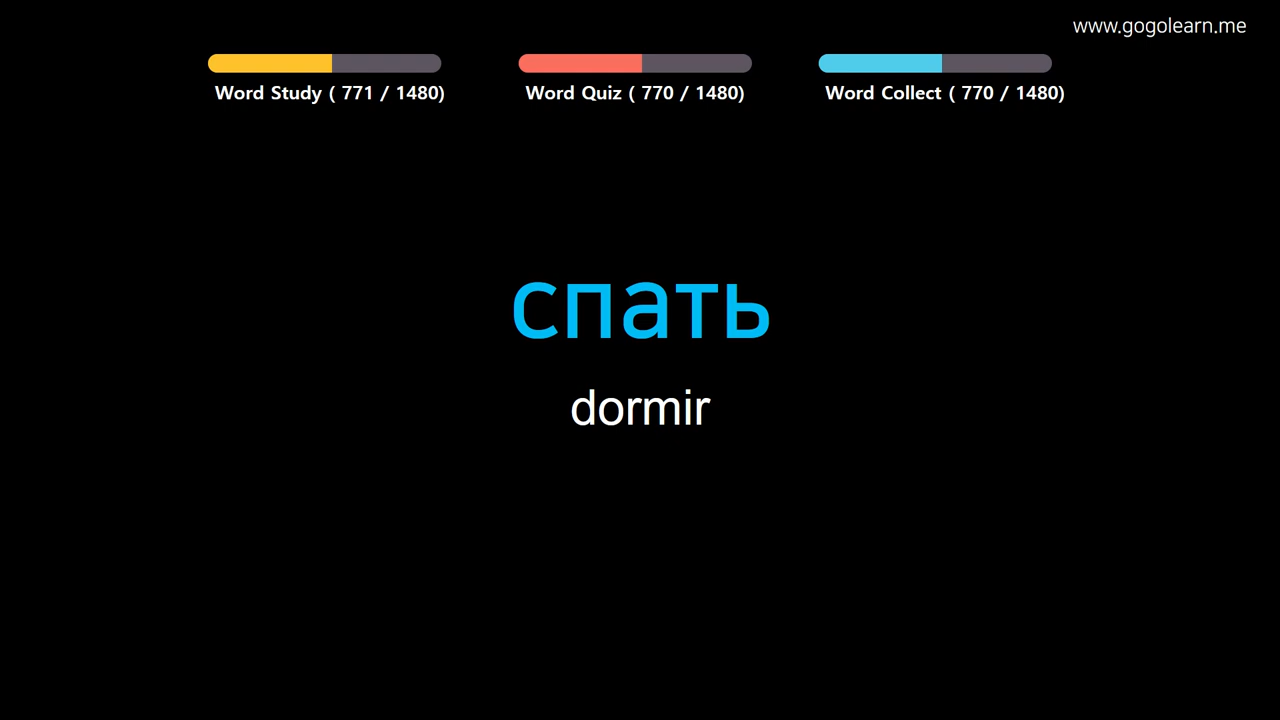 www.gogolearn.me
Word Study ( 771 / 1480)
Word Quiz ( 770 / 1480)
Word Collect ( 770 / 1480)
спать
dormir